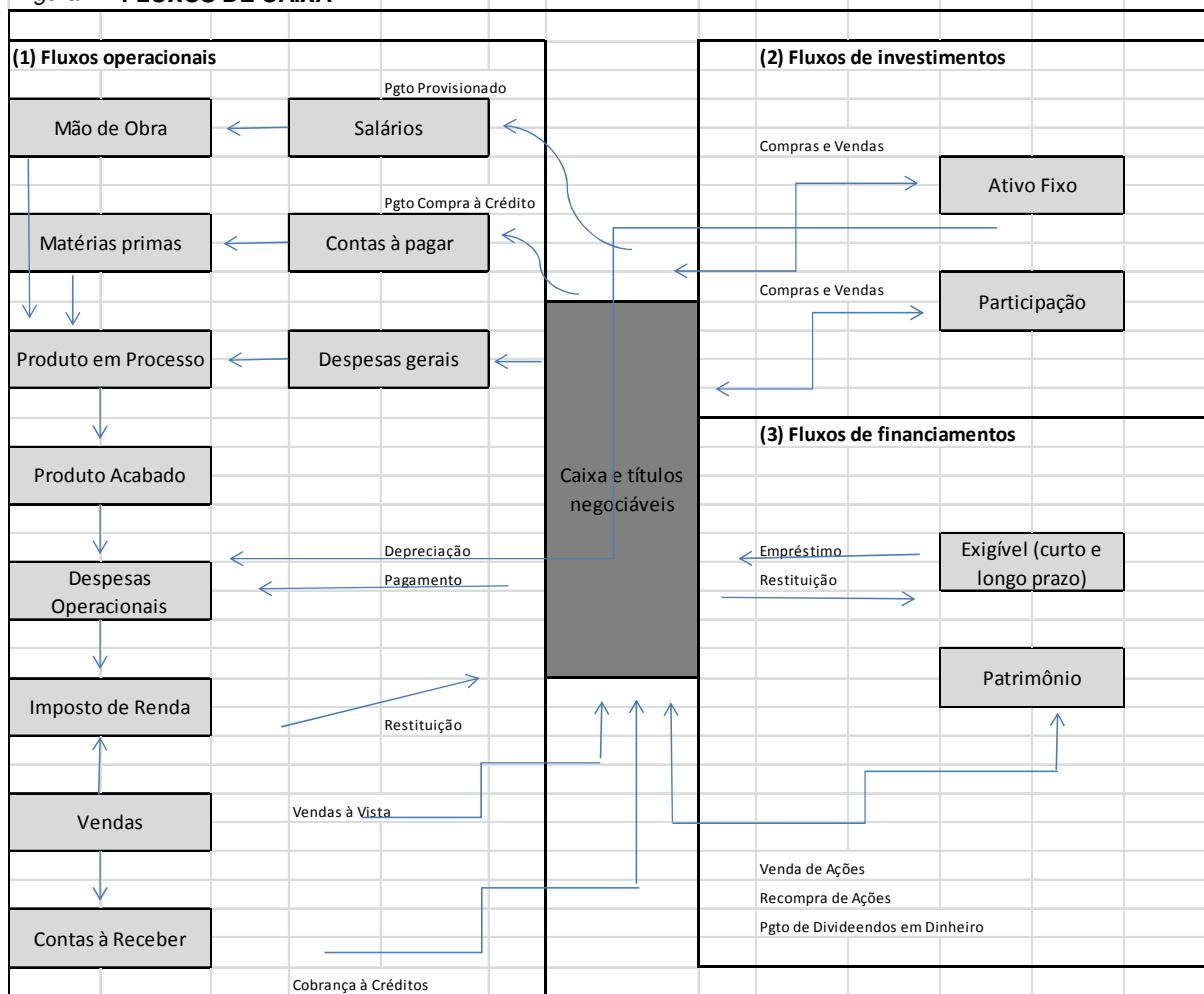 FLUXOS DE CAIXA
(1) Fluxos operacionais
Pgto Provisionado
Mão de Obra
Salários
Pgto Compra à Crédito
Matérias primas
Contas à pagar
Produto em Processo
Despesas gerais
Produto Acabado
Depreciação
Pagamento
Despesas
Operacionais
Imposto de Renda
Restituição
Vendas à Vista
Vendas
Contas à Receber
Cobrança à Créditos
Caixa e títulos
negociáveis
(2) Fluxos de investimentos
Compras e Vendas
Ativo Fixo
Compras e Vendas
Participação
(3) Fluxos de financiamentos
Empréstimo
Restituição
Exigível (curto e
longo prazo)
Patrimônio
Venda de Ações
Recompra de Ações
Pgto de Divideendos em Dinheiro